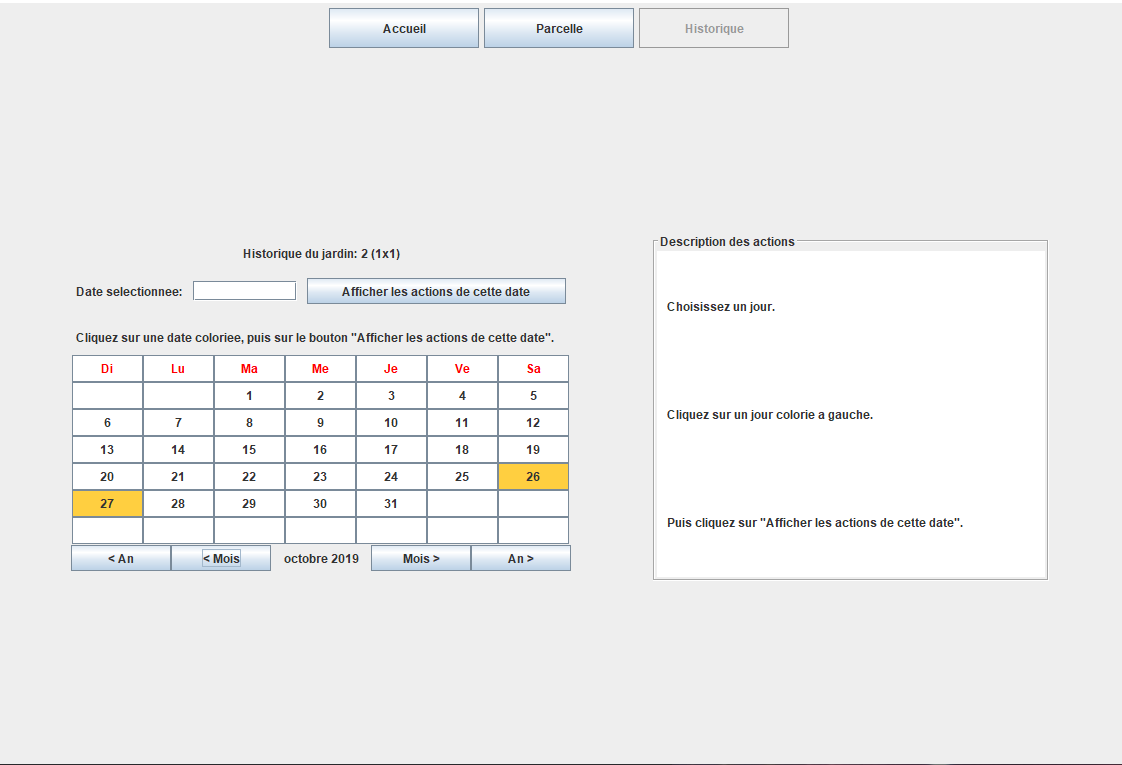 Accueil Parcelle Historique
Historique du jardin: 2 (1x1)
Date selectionnee: Afficher les actions de cette date
Cliquez sur une date coloriee, puis sur le bouton "Afficher les actions de cette date".
Di Lu Ma Me Je Ve Sa
1 2 3 4 5
6 7 8 9 10 11 12
13 14 15 16 17 18 19
20 21 22 23 24 25 26
27 28 29 30 31
< An < Mois octobre 2019 Mois > An >
Description des actions
Choisissez un jour.
Cliquez sur un jour colorie a gauche.
Puis cliquez sur "Afficher les actions de cette date".